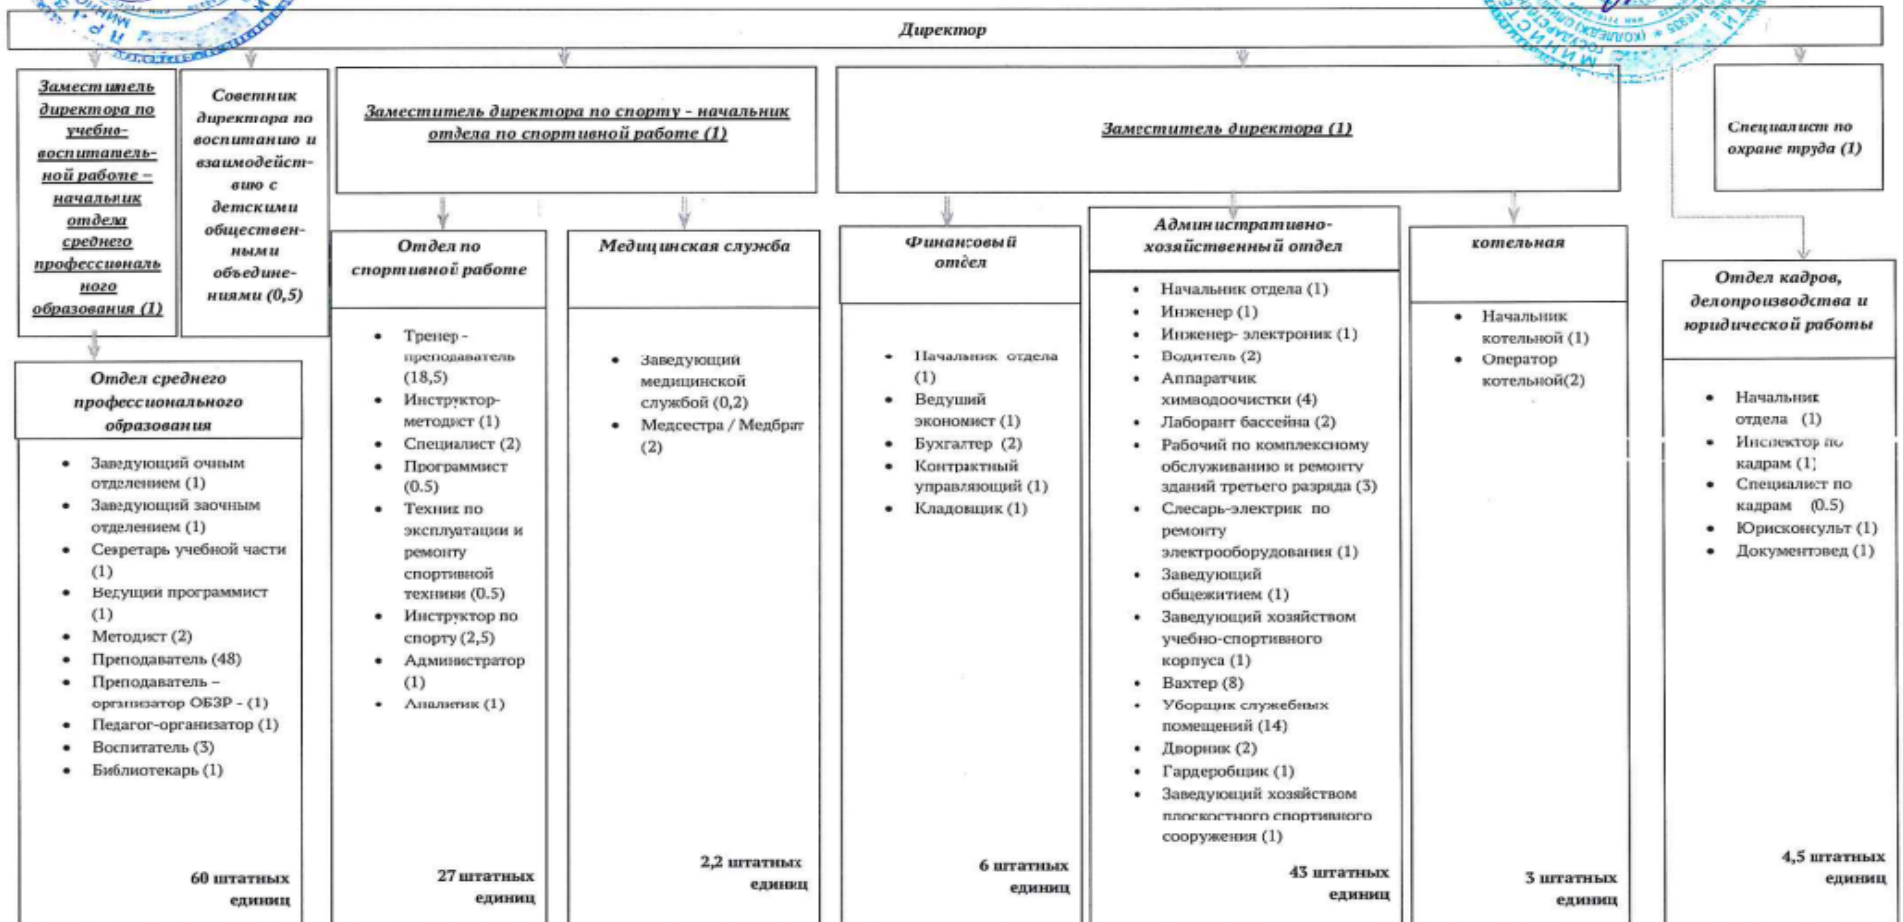 Директор
Заместитель
директора по
учебно-
воспитатель-
ной работе –
начальник
отдела
среднего
профессиональ
ного
образования (1)
Советник
директора по
воспитанию и
взаимодейст-
вию с
детскими
обществен-
ными
объедине-
ниями (0,5)
Заместитель директора по спорту - начальник
отдела по спортивной работе (1)
Заместитель директора (1)
Специалист по
охране труда (1)
Отдел среднего
профессионального
образования
• Заведующий очным
отделением (1)
• Заведующий заочным
отделением (1)
• Секретарь учебной части
(1)
• Ведущий программист
(1)
• Методист (2)
• Преподаватель (48)
• Преподаватель –
организатор ОБЗР - (1)
• Педагог-организатор (1)
• Воспитатель (3)
• Библиотекарь (1)
60 штатных
единиц
Отдел по
спортивной работе
• Тренер -
преподаватель
(18,5)
• Инструктор-
методист (1)
• Специалист (2)
• Программист
(0.5)
• Техник по
эксплуатации и
ремонту
спортивной
техники (0.5)
• Инструктор по
спорту (2,5)
• Администратор
(1)
• Аналитик (1)
27 штатных
единиц
Медицинская служба
• Заведующий
медицинской
службой (0,2)
• Медсестра / Медбрат
(2)
2,2 штатных
единиц
Финансовый
отдел
• Начальник отдела
(1)
• Ведущий
экономист (1)
• Бухгалтер (2)
• Контрактный
управляющий (1)
• Кладовщик (1)
6 штатных
единиц
Административно-
хозяйственный отдел
• Начальник отдела (1)
• Инженер (1)
• Инженер- электроник (1)
• Водитель (2)
• Аппаратчик
химводоочистки (4)
• Лаборант бассейна (2)
• Рабочий по комплексному
обслуживанию и ремонту
зданий третьего разряда (3)
• Слесарь-электрик по
ремонту
электрооборудования (1)
• Заведующий
общежитием (1)
• Заведующий хозяйством
учебно-спортивного
корпуса (1)
• Вахтер (8)
• Уборщик служебных
помещений (14)
• Дворник (2)
• Гардеробщик (1)
• Заведующий хозяйством
плоскостного спортивного
сооружения (1)
43 штатных
единиц
котельная
• Начальник
котельной (1)
• Оператор
котельной(2)
3 штатных
единиц
Отдел кадров,
делопроизводства и
юридической работы
• Начальник
отдела (1)
• Инспектор по
кадрам (1)
• Специалист по
кадрам (0.5)
• Юрисконсульт (1)
• Документовед (1)
4,5 штатных
единиц